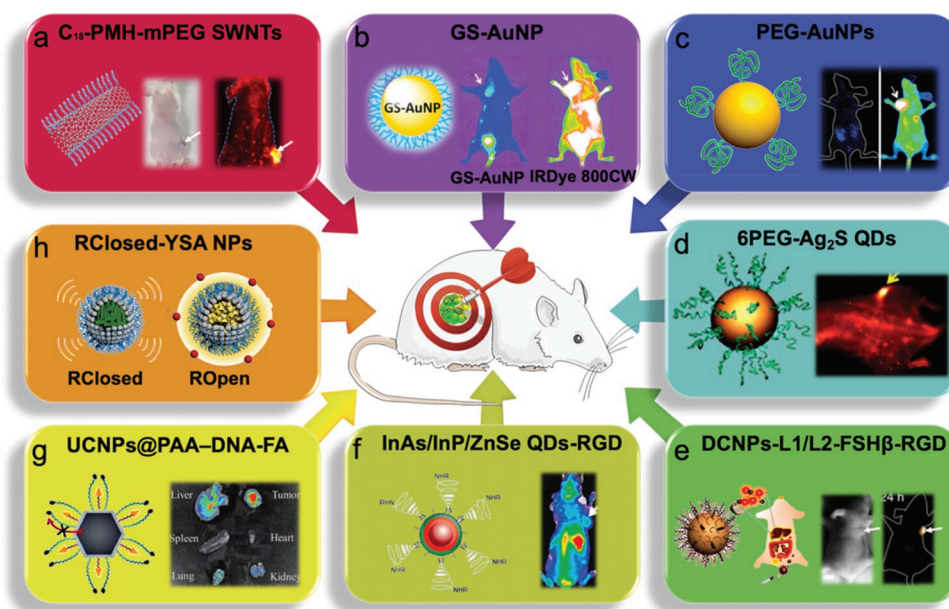 a
C₁₈-PMH-mPEG SWNTs
b
GS-AuNP
GS-AuNP
GS-AuNP IRDye 800CW
c
PEG-AuNPs
h
RClosed-YSA NPs
RClosed ROpen
d
6PEG-Ag₂S QDs
g
UCNPs@PAA–DNA-FA
Liver Tumor
Spleen Heart
Lung Kidney
f
InAs/InP/ZnSe QDs-RGD
NHR
RHN NHR
NHR NHR
NHR
e
DCNPs-L1/L2-FSHβ-RGD
24 h